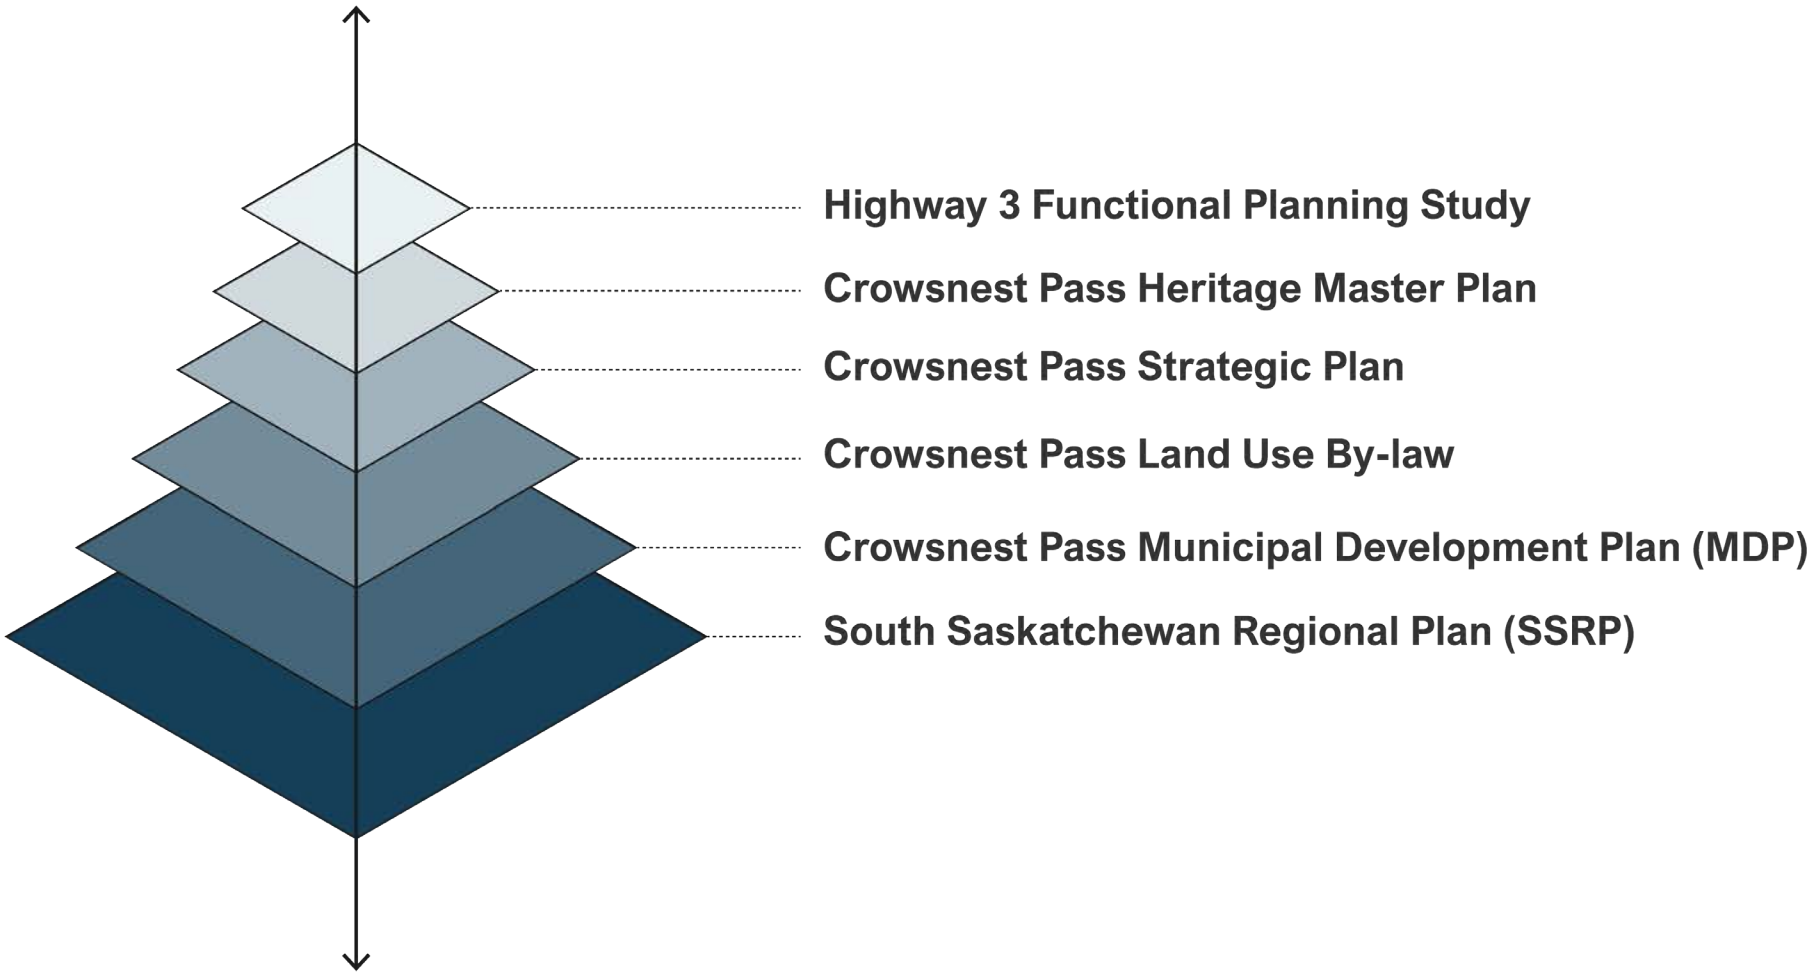 Highway 3 Functional Planning Study
Crowsnest Pass Heritage Master Plan
Crowsnest Pass Strategic Plan
Crowsnest Pass Land Use By-law
Crowsnest Pass Municipal Development Plan (MDP)
South Saskatchewan Regional Plan (SSRP)